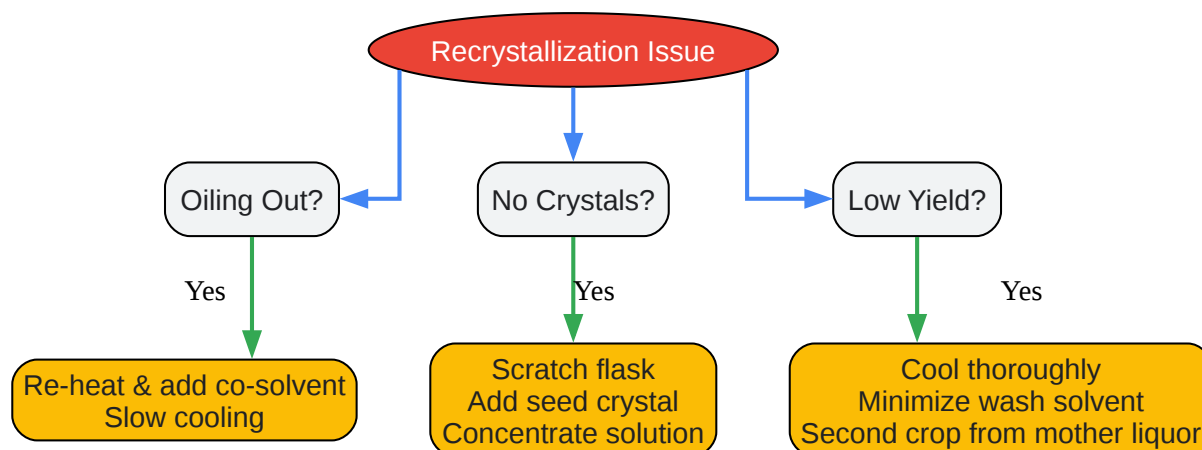 Recrystallization Issue
Oiling Out?
No Crystals?
Low Yield?
Yes
Yes
Yes
Re-heat & add co-solvent
Slow cooling
Scratch flask
Add seed crystal
Concentrate solution
Cool thoroughly
Minimize wash solvent
Second crop from mother liquor